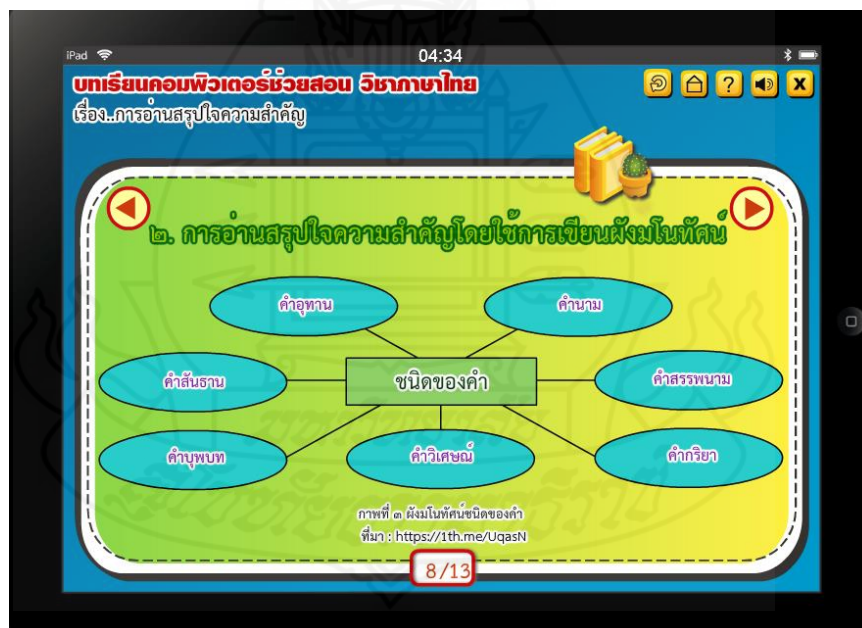 iPad
04:34
บทเรียนคอมพิวเตอร์ช่วยสอน วิชาภาษาไทย
เรื่อง..การอ่านสรุปใจความสำคัญ
?
X
๒. การอ่านสรุปใจความสำคัญโดยใช้การเขียนผังมโนทัศน์
คำอุทาน
คำนาม
คำสันธาน
ชนิดของคำ
คำสรรพนาม
คำบุพบท
คำวิเศษณ์
คำกริยา
ภาพที่ ๓ ผังมโนทัศน์ชนิดของคำ
ที่มา : https://1th.me/UqasN
8/13